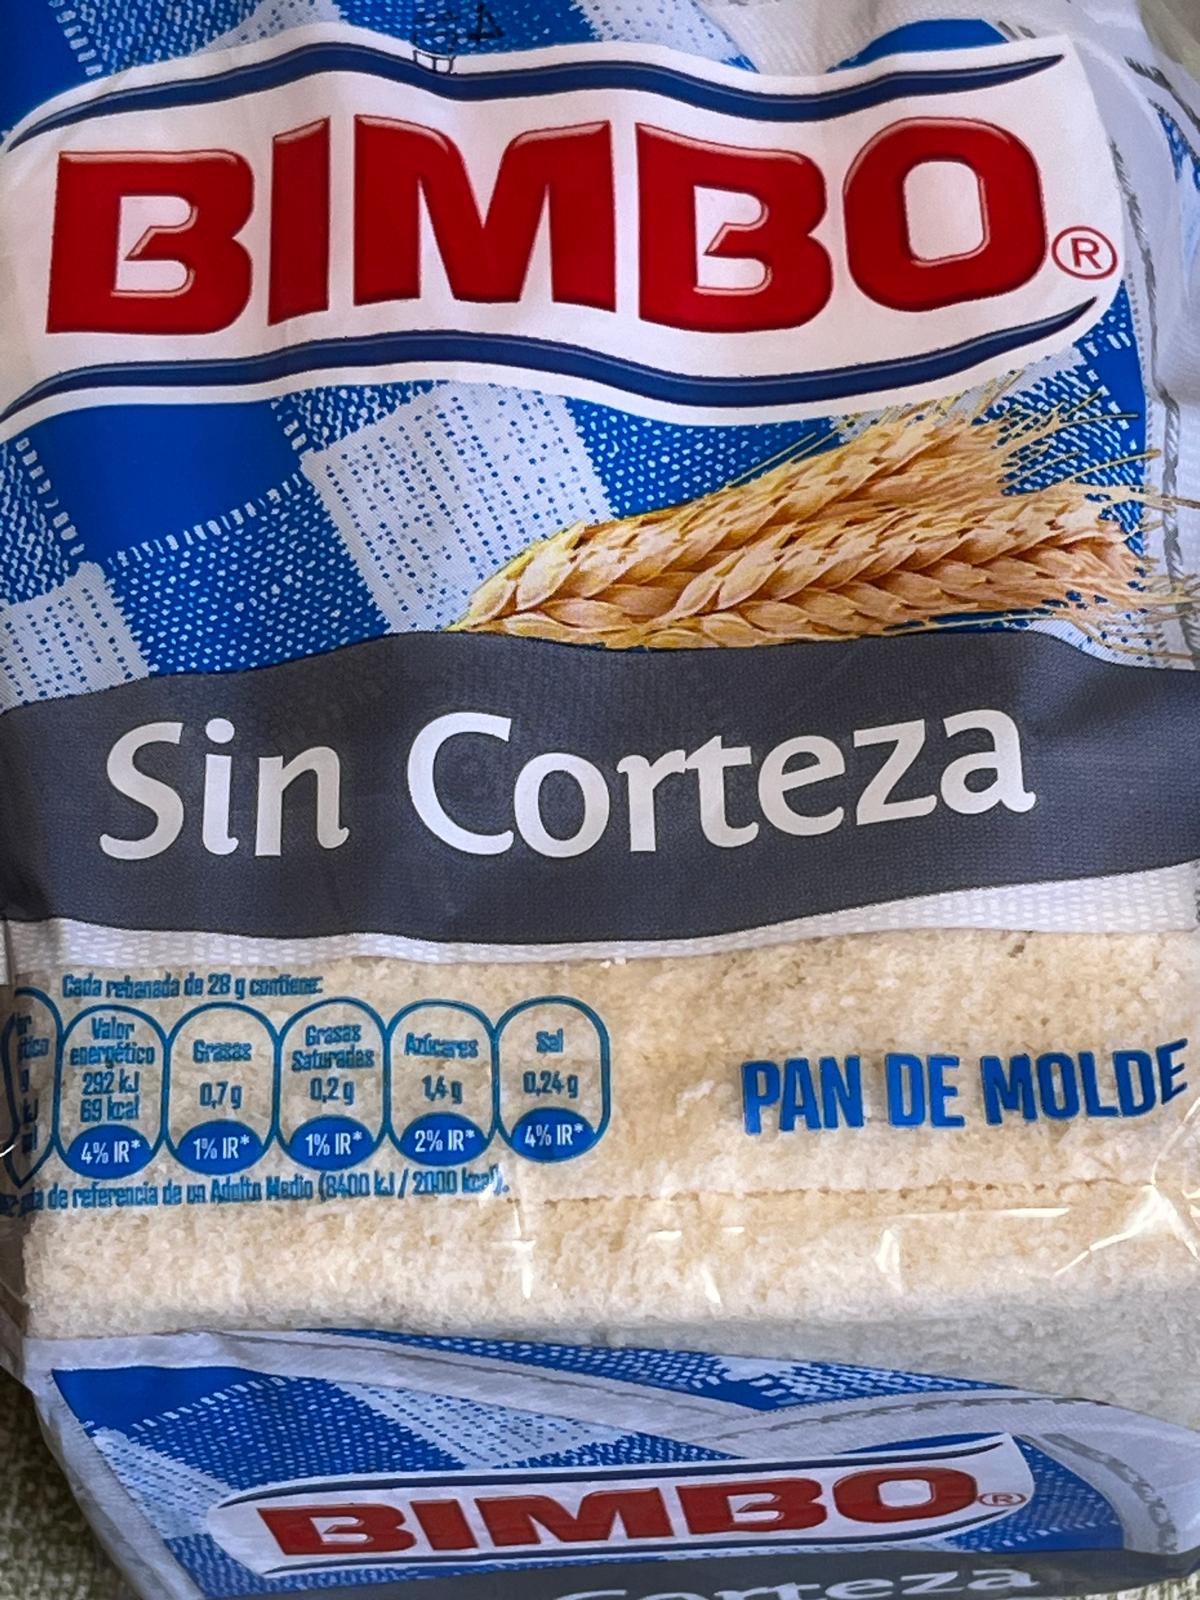 BIMBO®
Sin Corteza
Cada rebanada de 28 g contiene:
Valor energético 292 kJ 69 kcal 4% IR*
Grasas 0,7 g 1% IR*
Grasas Saturadas 0,2 g 1% IR*
Azúcares 1,4 g 2% IR*
Sal 0,24 g 4% IR*
de referencia de un Adulto Medio (8400 kJ / 2000 kcal).
PAN DE MOLDE
BIMBO®
Corteza